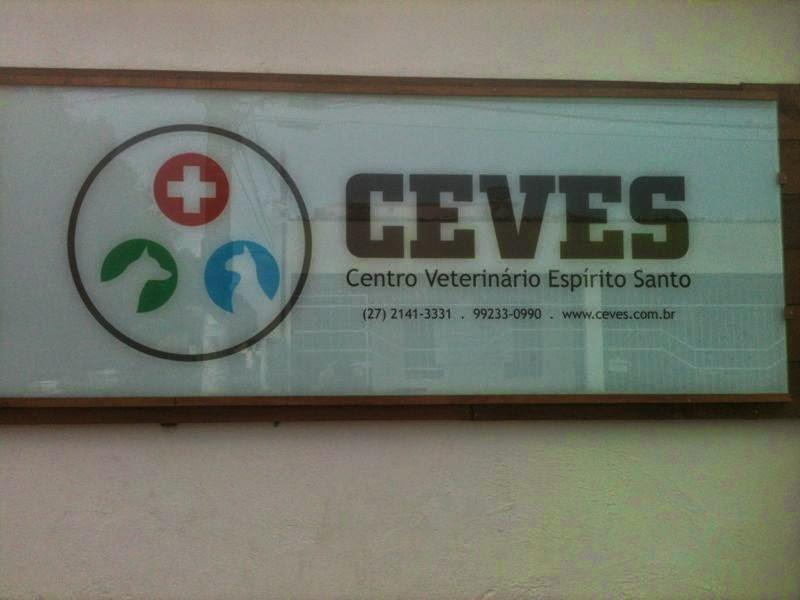 CEVES
Centro Veterinário Espírito Santo
(27) 2141-3331 . 99233-0990 . www.ceves.com.br